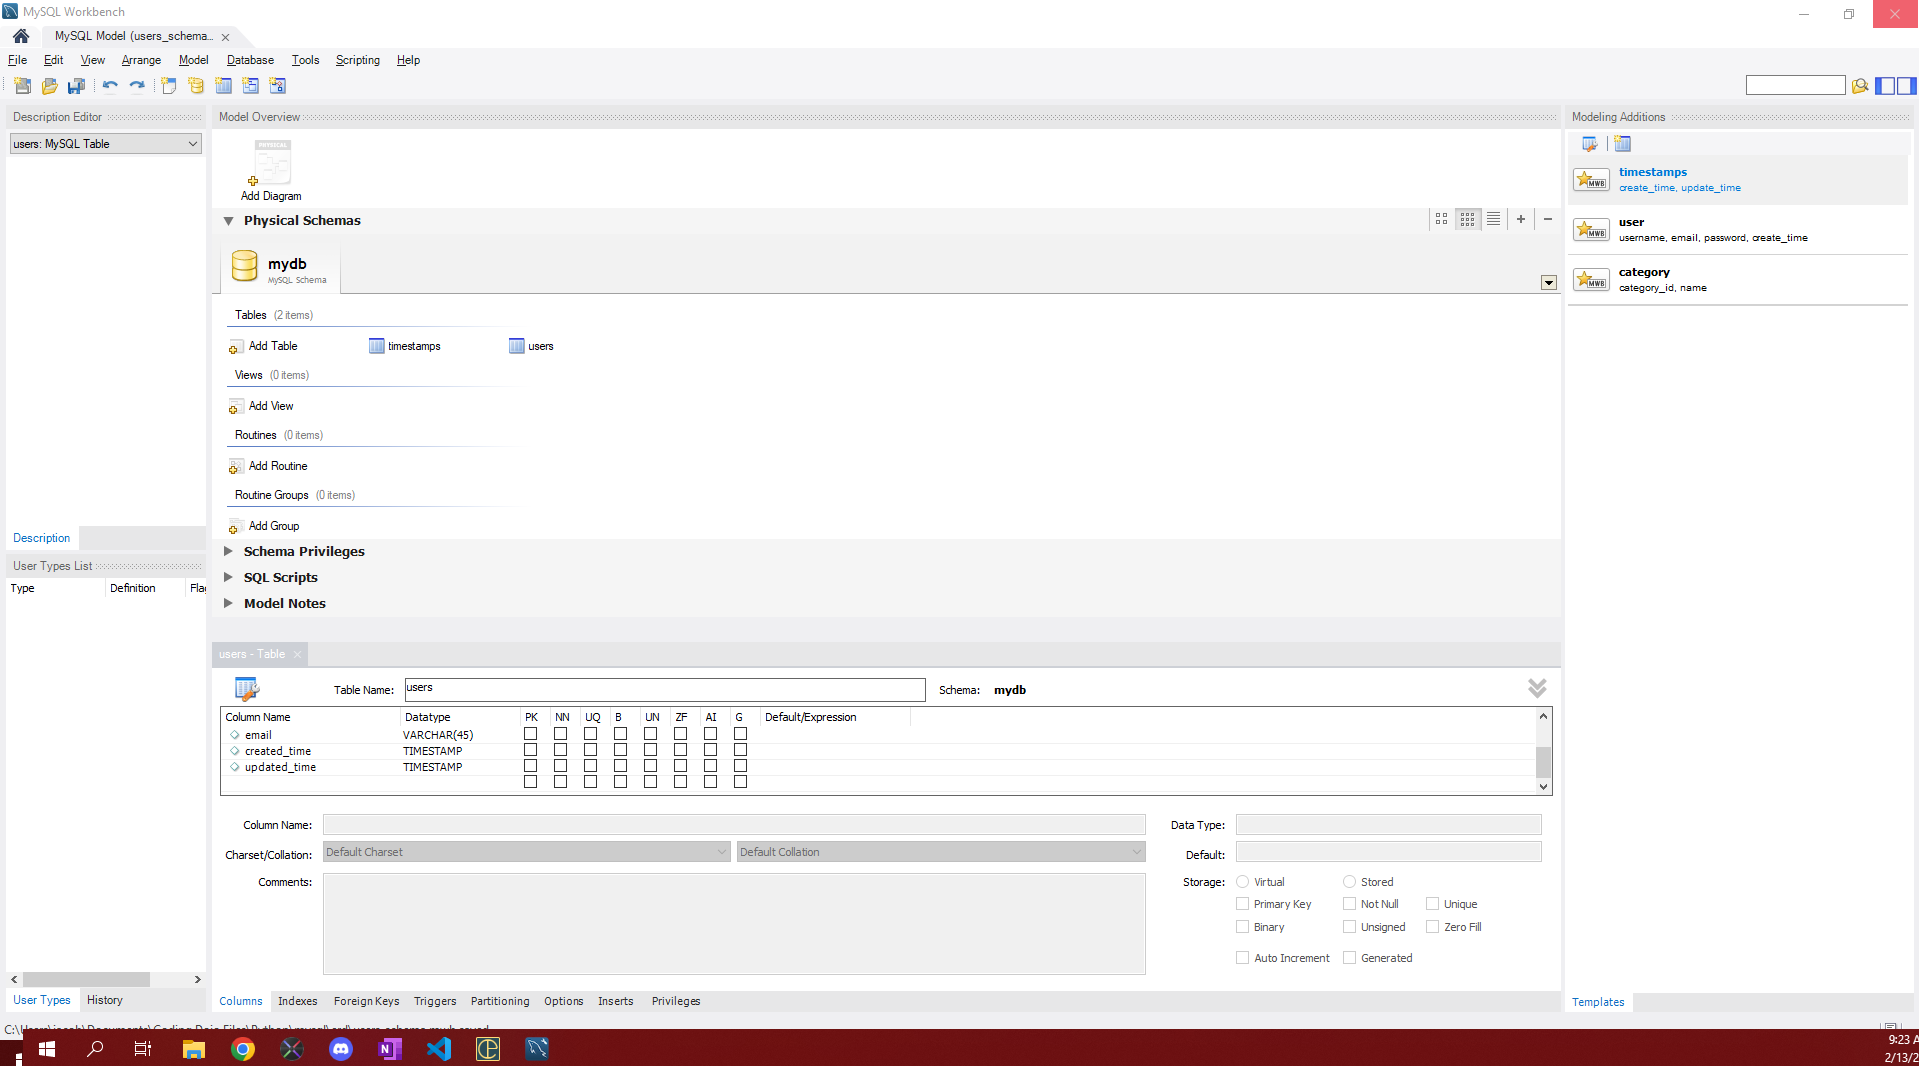 MySQL Workbench
MySQL Model (users_schema...
File Edit View Arrange Model Database Tools Scripting Help
Description Editor
users: MySQL Table
Description
User Types List
Type Definition Flag
User Types History
Model Overview
PHYSICAL
Add Diagram
Physical Schemas
mydb
MySQL Schema
Tables (2 items)
Add Table timestamps users
Views (0 items)
Add View
Routines (0 items)
Add Routine
Routine Groups (0 items)
Add Group
Schema Privileges
SQL Scripts
Model Notes
users - Table
Table Name: users Schema: mydb
Column Name Datatype PK NN UQ B UN ZF AI G Default/Expression
email VARCHAR(45)
created_time TIMESTAMP
updated_time TIMESTAMP
Column Name: Data Type:
Charset/Collation: Default Charset Default Collation Default:
Comments: Storage: Virtual Stored
Primary Key Not Null Unique
Binary Unsigned Zero Fill
Auto Increment Generated
Columns Indexes Foreign Keys Triggers Partitioning Options Inserts Privileges
Modeling Additions
timestamps
create_time, update_time
MWB
user
username, email, password, create_time
MWB
category
category_id, name
MWB
Templates
9:23 A
2/13/2